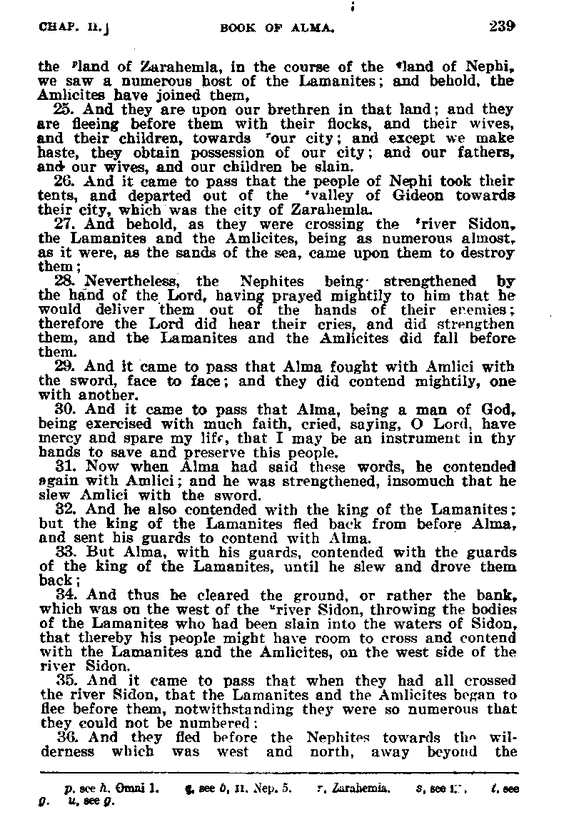 CHAP. II.] BOOK OF ALMA. 239
the ᵖland of Zarahemla, in the course of the ᑫland of Nephi,
we saw a numerous host of the Lamanites; and behold, the
Amlicites have joined them,
25. And they are upon our brethren in that land; and they
are fleeing before them with their flocks, and their wives,
and their children, towards ʳour city; and except we make
haste, they obtain possession of our city; and our fathers,
and our wives, and our children be slain.
26. And it came to pass that the people of Nephi took their
tents, and departed out of the ˢvalley of Gideon towards
their city, which was the city of Zarahemla.
27. And behold, as they were crossing the ᵗriver Sidon,
the Lamanites and the Amlicites, being as numerous almost,
as it were, as the sands of the sea, came upon them to destroy
them;
28. Nevertheless, the Nephites being strengthened by
the hand of the Lord, having prayed mightily to him that he
would deliver them out of the hands of their enemies;
therefore the Lord did hear their cries, and did strengthen
them, and the Lamanites and the Amlicites did fall before
them.
29. And it came to pass that Alma fought with Amlici with
the sword, face to face; and they did contend mightily, one
with another.
30. And it came to pass that Alma, being a man of God,
being exercised with much faith, cried, saying, O Lord, have
mercy and spare my life, that I may be an instrument in thy
hands to save and preserve this people.
31. Now when Alma had said these words, he contended
again with Amlici; and he was strengthened, insomuch that he
slew Amlici with the sword.
32. And he also contended with the king of the Lamanites;
but the king of the Lamanites fled back from before Alma,
and sent his guards to contend with Alma.
33. But Alma, with his guards, contended with the guards
of the king of the Lamanites, until he slew and drove them
back;
34. And thus he cleared the ground, or rather the bank,
which was on the west of the ᵘriver Sidon, throwing the bodies
of the Lamanites who had been slain into the waters of Sidon,
that thereby his people might have room to cross and contend
with the Lamanites and the Amlicites, on the west side of the
river Sidon.
35. And it came to pass that when they had all crossed
the river Sidon, that the Lamanites and the Amlicites began to
flee before them, notwithstanding they were so numerous that
they could not be numbered;
36. And they fled before the Nephites towards the wil-
derness which was west and north, away beyond the
p, see h, Omni 1. q, see b, II. Nep. 5. r, Zarahemla. s, see t, see
g. u, see g.